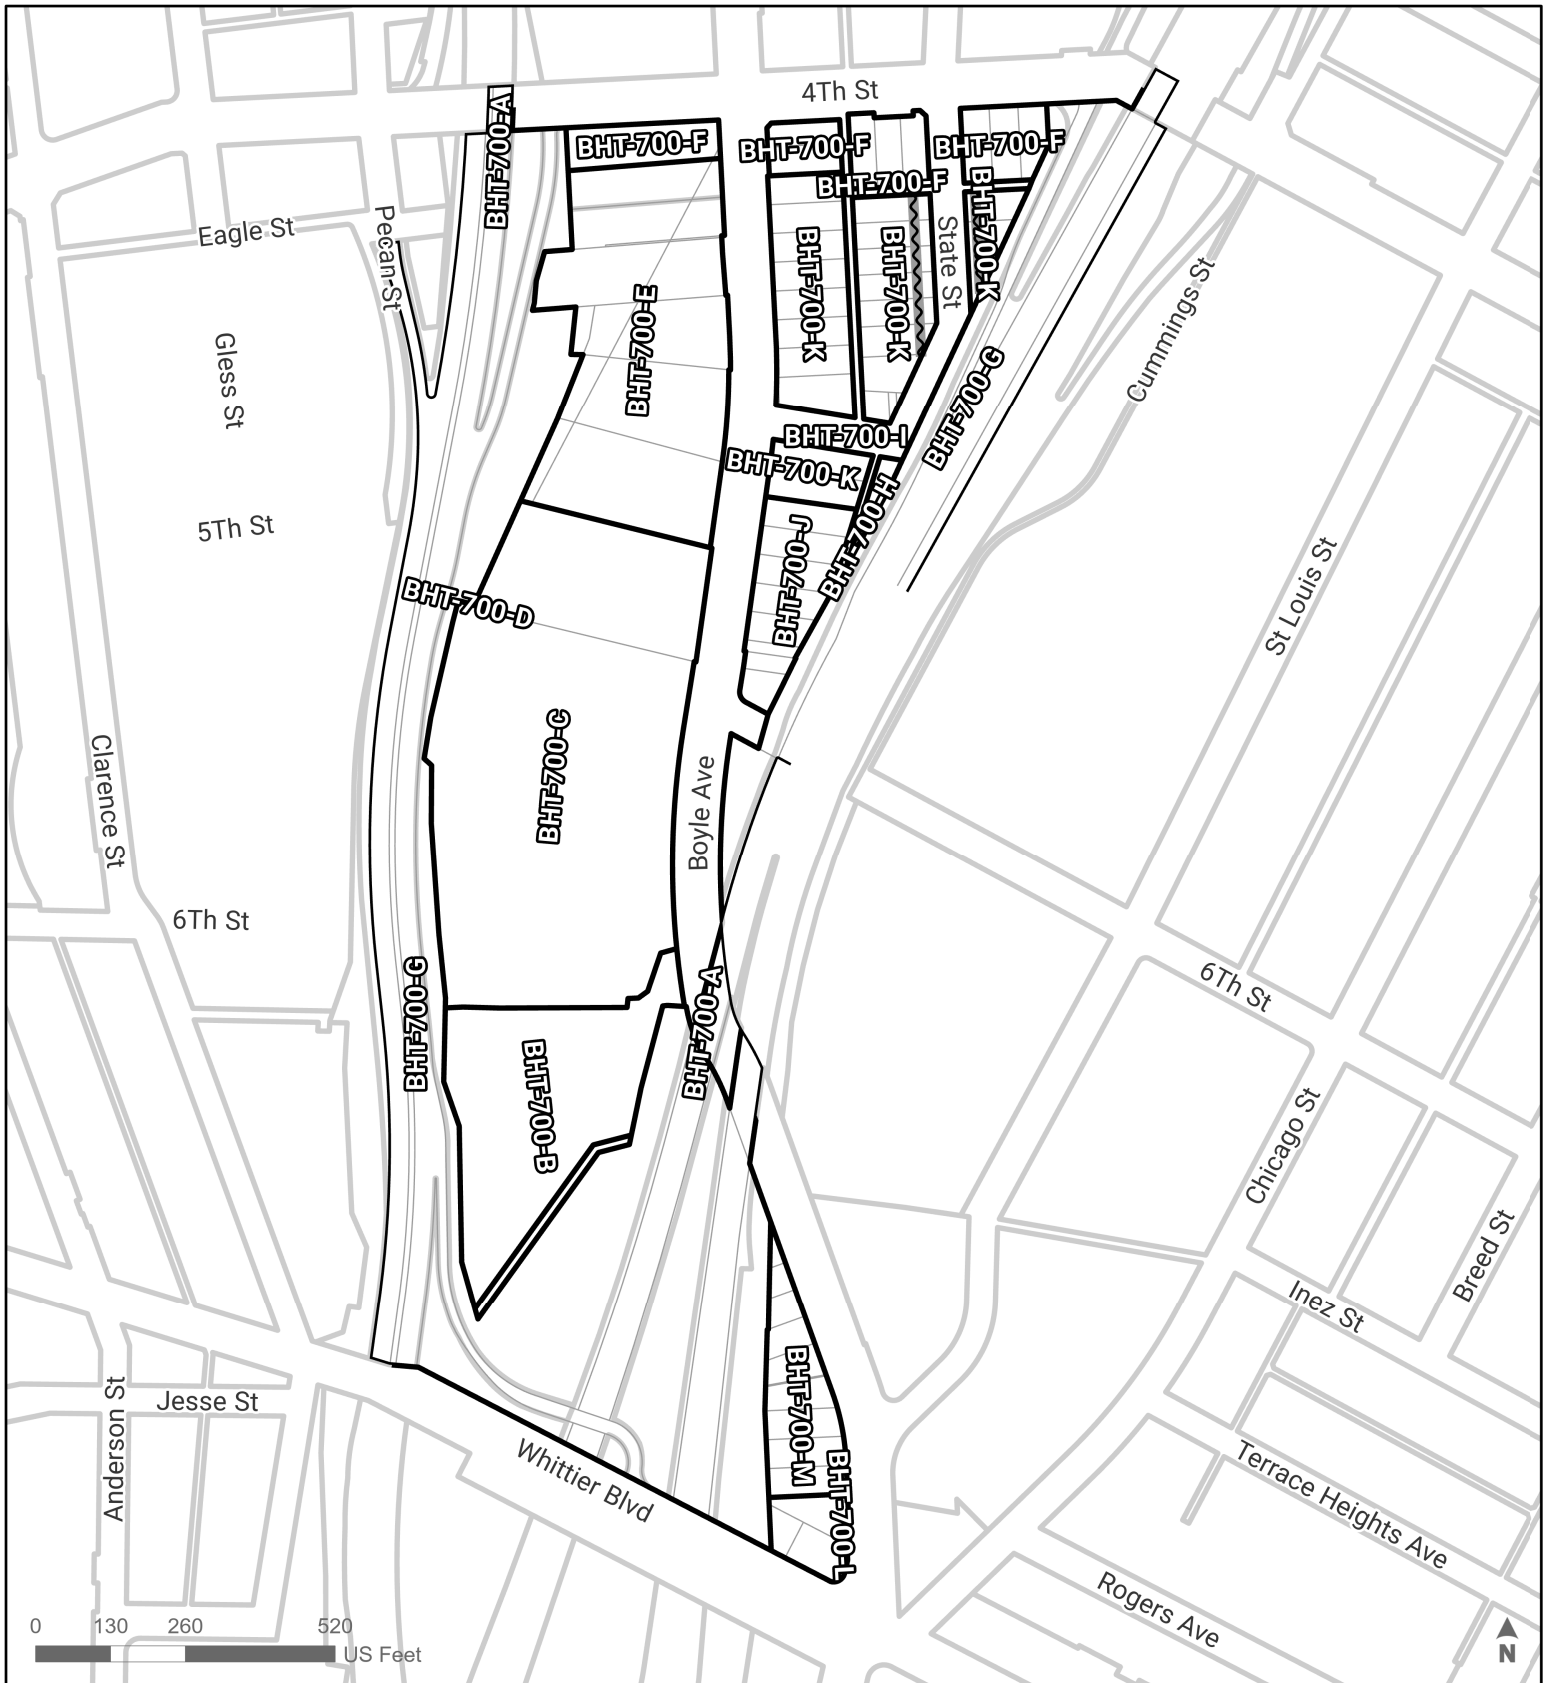 4Th St
BHT-700-A
BHT-700-F
BHT-700-F
BHT-700-F
BHT-700-F
Eagle St
Pecan St
BHT-700-K
BHT-700-K
State St
BHT-700-K
Cummings St
Gless St
BHT-700-E
BHT-700-G
BHT-700-I
BHT-700-K
BHT-700-H
5Th St
BHT-700-J
St Louis St
BHT-700-D
BHT-700-C
Clarence St
Boyle Ave
6Th St
6Th St
BHT-700-G
BHT-700-A
BHT-700-B
Chicago St
Breed St
Inez St
BHT-700-M
Anderson St
Jesse St
Whittier Blvd
BHT-700-L
Terrace Heights Ave
Rogers Ave
0 130 260 520
US Feet
N